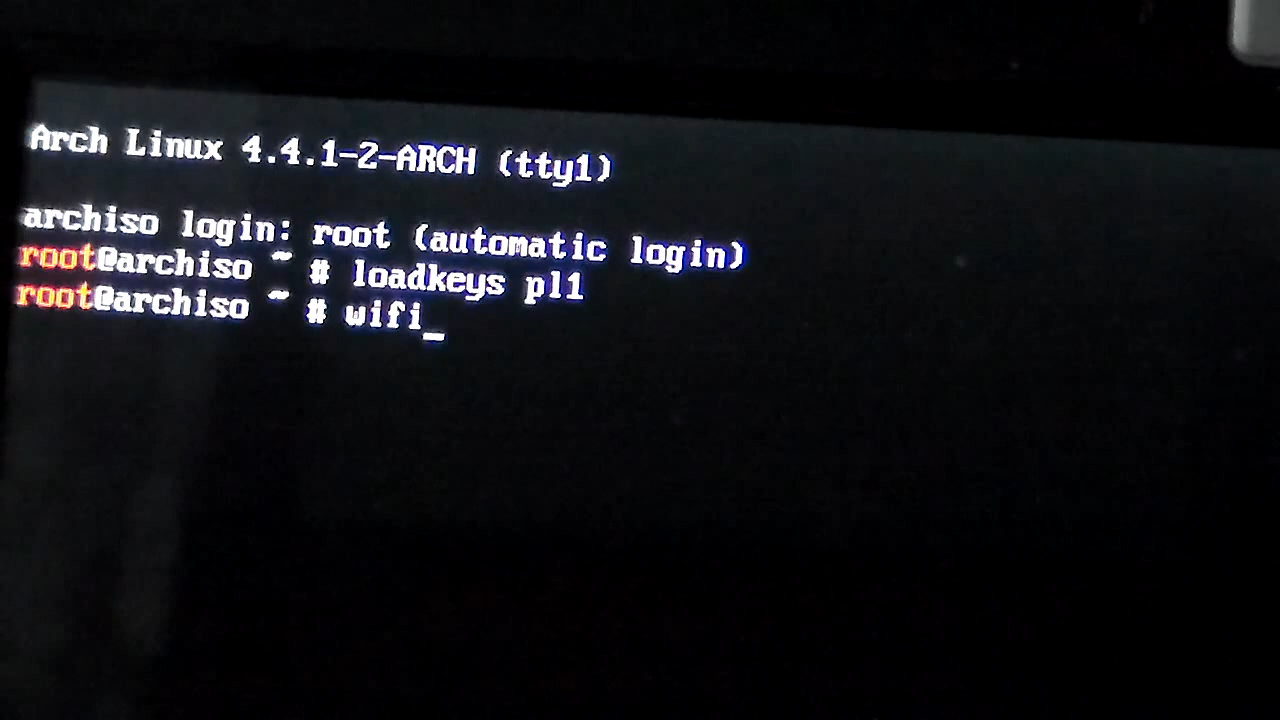 Arch Linux 4.4.1-2-ARCH (tty1)
archiso login: root (automatic login)
root@archiso ~ # loadkeys pl1
root@archiso ~ # wifi_